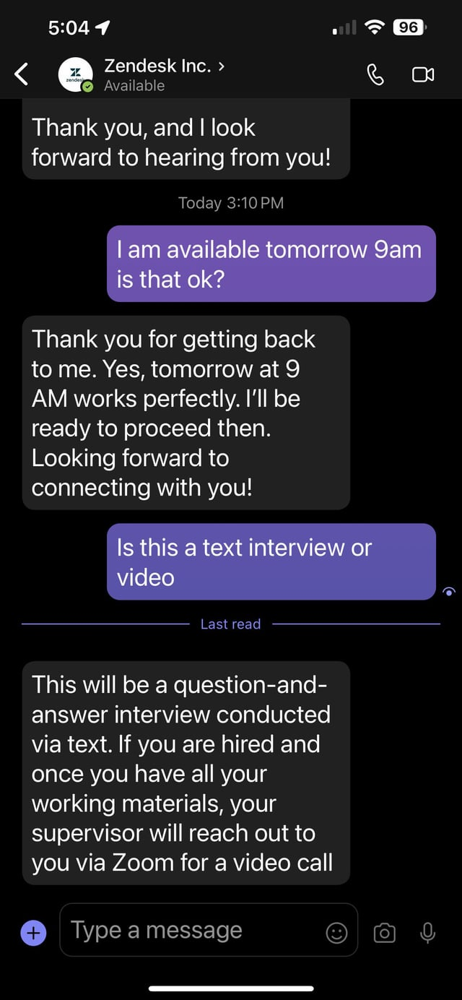 5:04
96
Zendesk Inc. >
zendesk
Available
Thank you, and I look
forward to hearing from you!
Today 3:10 PM
I am available tomorrow 9am
is that ok?
Thank you for getting back
to me. Yes, tomorrow at 9
AM works perfectly. I’ll be
ready to proceed then.
Looking forward to
connecting with you!
Is this a text interview or
video
Last read
This will be a question-and-
answer interview conducted
via text. If you are hired and
once you have all your
working materials, your
supervisor will reach out to
you via Zoom for a video call
Type a message